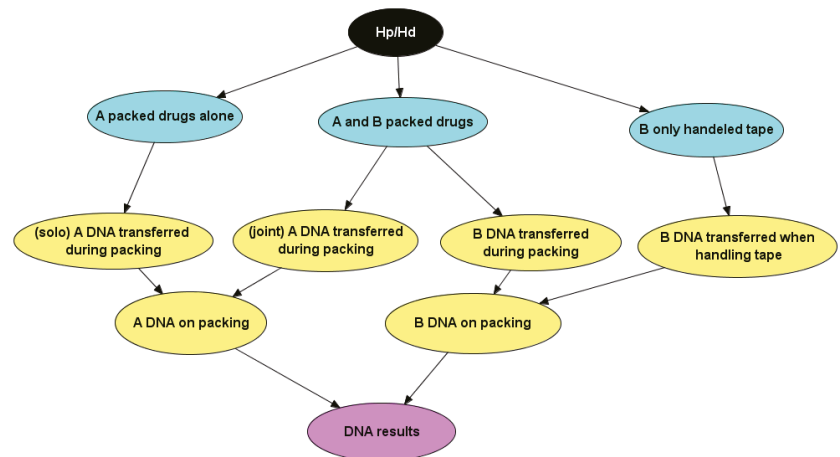 Hp/Hd
A packed drugs alone
A and B packed drugs
B only handeled tape
(solo) A DNA transferred
during packing
(joint) A DNA transferred
during packing
B DNA transferred
during packing
B DNA transferred when
handling tape
A DNA on packing
B DNA on packing
DNA results